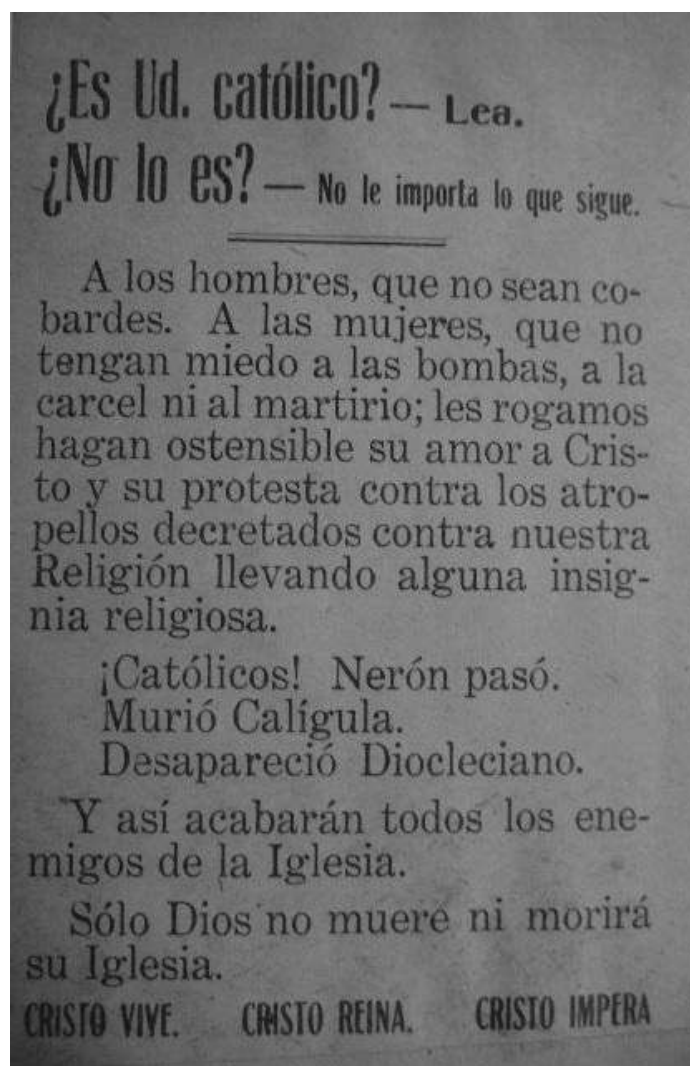 ¿Es Ud. católico? — Lea.
¿No lo es? — No le importa lo que sigue.
A los hombres, que no sean co-
bardes. A las mujeres, que no
tengan miedo a las bombas, a la
carcel ni al martirio; les rogamos
hagan ostensible su amor a Cris-
to y su protesta contra los atro-
pellos decretados contra nuestra
Religión llevando alguna insig-
nia religiosa.
¡Católicos! Nerón pasó.
Murió Calígula.
Desapareció Diocleciano.
Y así acabarán todos los ene-
migos de la Iglesia.
Sólo Dios no muere ni morirá
su Iglesia.
CRISTO VIVE. CRISTO REINA. CRISTO IMPERA